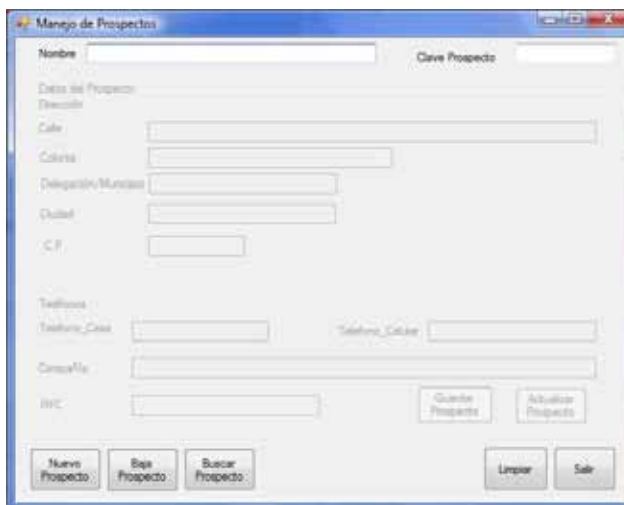 Manejo de Prospectos
Nombre Clave Prospecto
Datos del Prospecto
Dirección
Calle
Colonia
Delegación/Municipio
Ciudad
C.P.
Teléfonos
Telefono_Casa Telefono_Celular
Compañía
RFC Guardar Prospecto Actualizar Prospecto
Nuevo Prospecto Baja Prospecto Buscar Prospecto Limpiar Salir